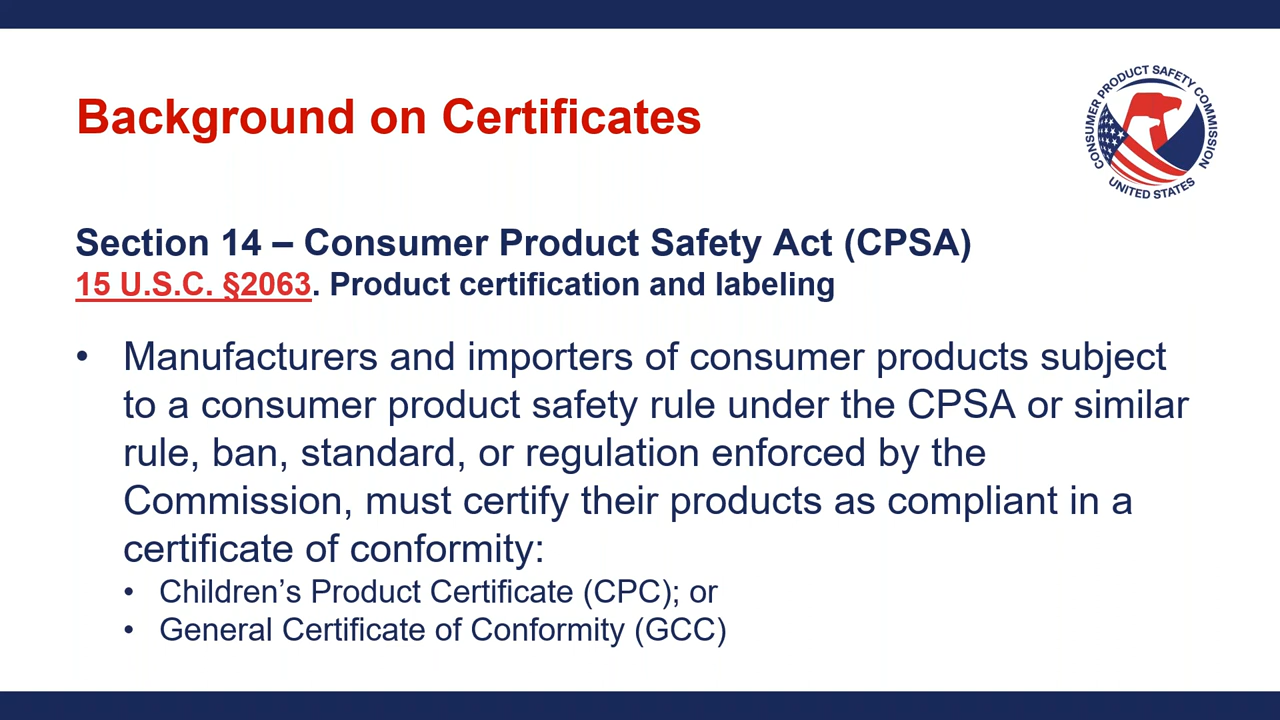 Background on Certificates
CONSUMER PRODUCT SAFETY COMMISSION
UNITED STATES
Section 14 – Consumer Product Safety Act (CPSA)
15 U.S.C. §2063. Product certification and labeling
• Manufacturers and importers of consumer products subject
to a consumer product safety rule under the CPSA or similar
rule, ban, standard, or regulation enforced by the
Commission, must certify their products as compliant in a
certificate of conformity:
• Children’s Product Certificate (CPC); or
• General Certificate of Conformity (GCC)